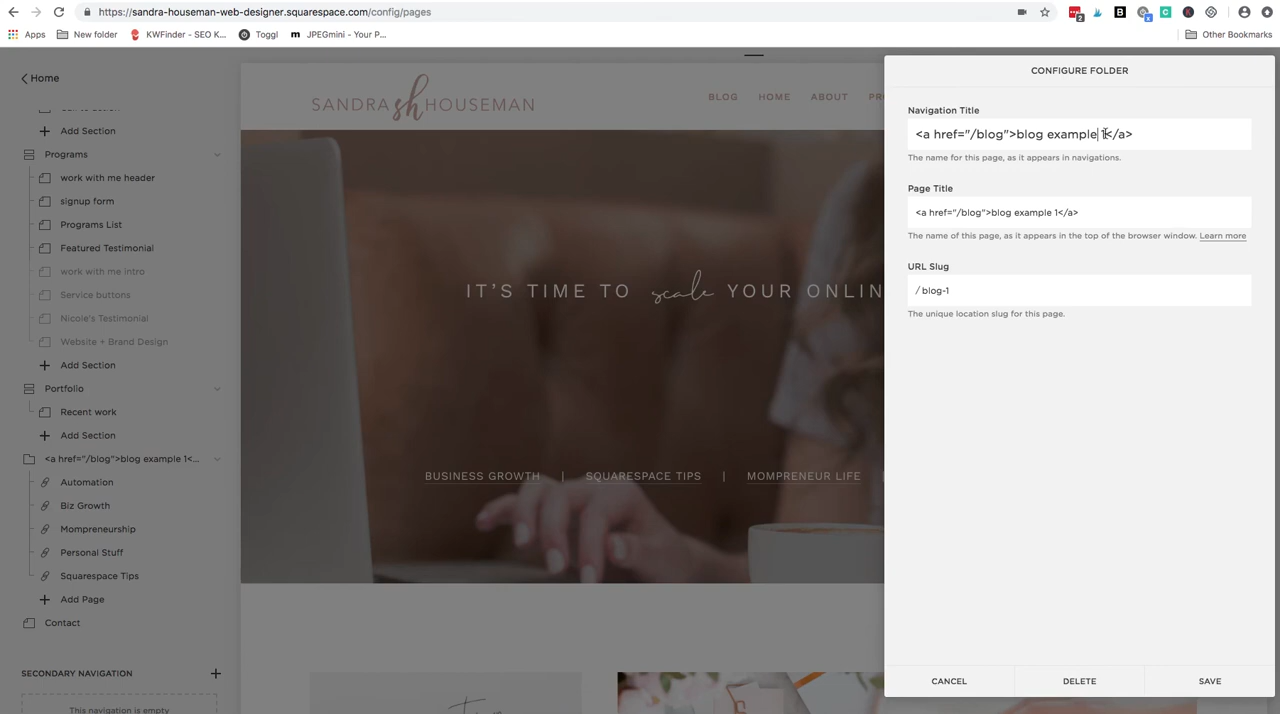 https://sandra-houseman-web-designer.squarespace.com/config/pages
Apps
New folder
KWFinder - SEO K...
Toggl
JPEGmini - Your P...
Other Bookmarks
Home
Add Section
Programs
work with me header
signup form
Programs List
Featured Testimonial
work with me intro
Service buttons
Nicole's Testimonial
Website + Brand Design
Add Section
Portfolio
Recent work
Add Section
<a href="/blog">blog example 1<...
Automation
Biz Growth
Mompreneurship
Personal Stuff
Squarespace Tips
Add Page
Contact
SECONDARY NAVIGATION
This navigation is empty
SANDRA sh HOUSEMAN
BLOG HOME ABOUT
IT'S TIME TO scale YOUR ONLIN
BUSINESS GROWTH | SQUARESPACE TIPS | MOMPRENEUR LIFE |
CONFIGURE FOLDER
Navigation Title
<a href="/blog">blog example 1</a>
The name for this page, as it appears in navigations.
Page Title
<a href="/blog">blog example 1</a>
The name of this page, as it appears in the top of the browser window. Learn more
URL Slug
/ blog-1
The unique location slug for this page.
CANCEL
DELETE
SAVE